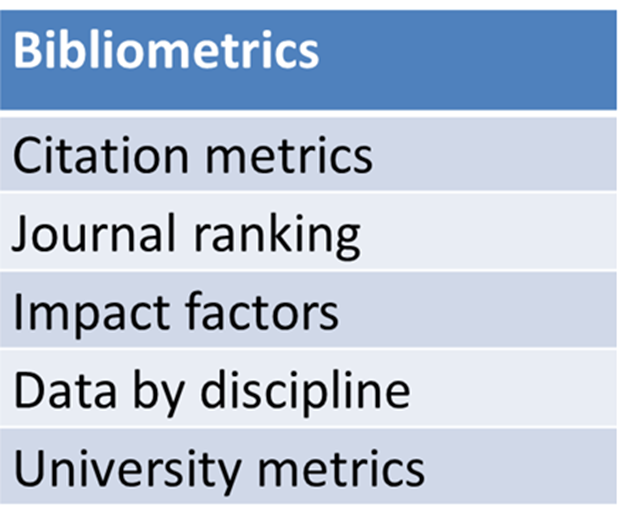 Bibliometrics
Citation metrics
Journal ranking
Impact factors
Data by discipline
University metrics